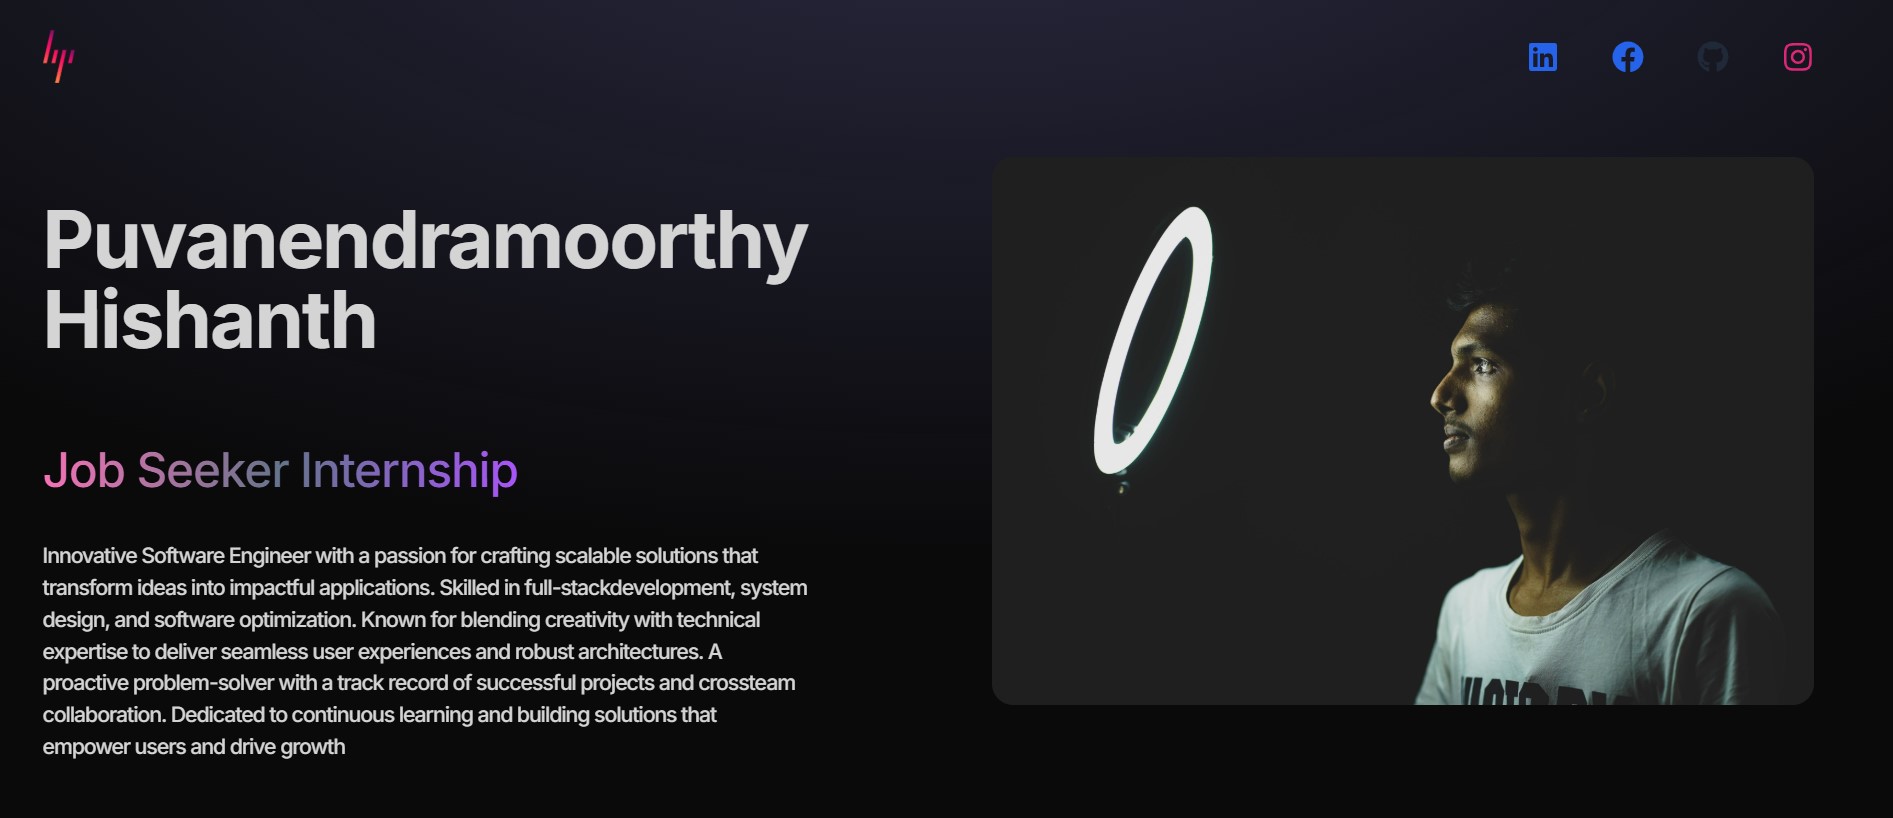 Puvanendramoorthy
Hishanth
Job Seeker Internship
Innovative Software Engineer with a passion for crafting scalable solutions that
transform ideas into impactful applications. Skilled in full-stackdevelopment, system
design, and software optimization. Known for blending creativity with technical
expertise to deliver seamless user experiences and robust architectures. A
proactive problem-solver with a track record of successful projects and crossteam
collaboration. Dedicated to continuous learning and building solutions that
empower users and drive growth